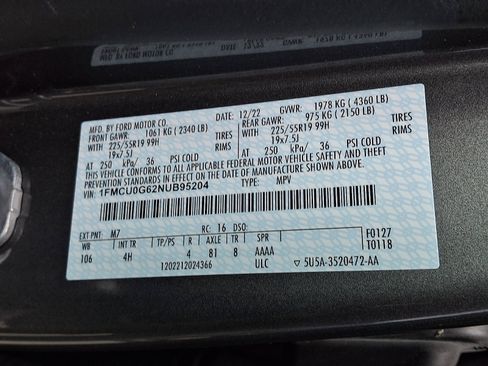 MFD. BY FORD MOTOR CO.
12/22 GVWR: 1978 KG ( 4360 LB)
FRONT GAWR: 1061 KG ( 2340 LB) REAR GAWR: 975 KG ( 2150 LB)
WITH 225/55R19 99H TIRES WITH 225/55R19 99H TIRES
19x7.5J RIMS 19x7.5J RIMS
AT 250 kPa/ 36 PSI COLD AT 250 kPa/ 36 PSI COLD
THIS VEHICLE CONFORMS TO ALL APPLICABLE FEDERAL MOTOR VEHICLE SAFETY AND THEFT PREVENTION STANDARDS IN EFFECT ON THE DATE OF MANUFACTURE SHOWN ABOVE.
VIN: 1FMCU0G62NUB95204
TYPE: MPV
EXT PNT: M7 RC: 16 DSO: F0127
WB INT TR TP/PS R AXLE TR SPR T0118
106 4H 4 81 8 AAAA
1202212024366 ULC 5U5A-3520472-AA